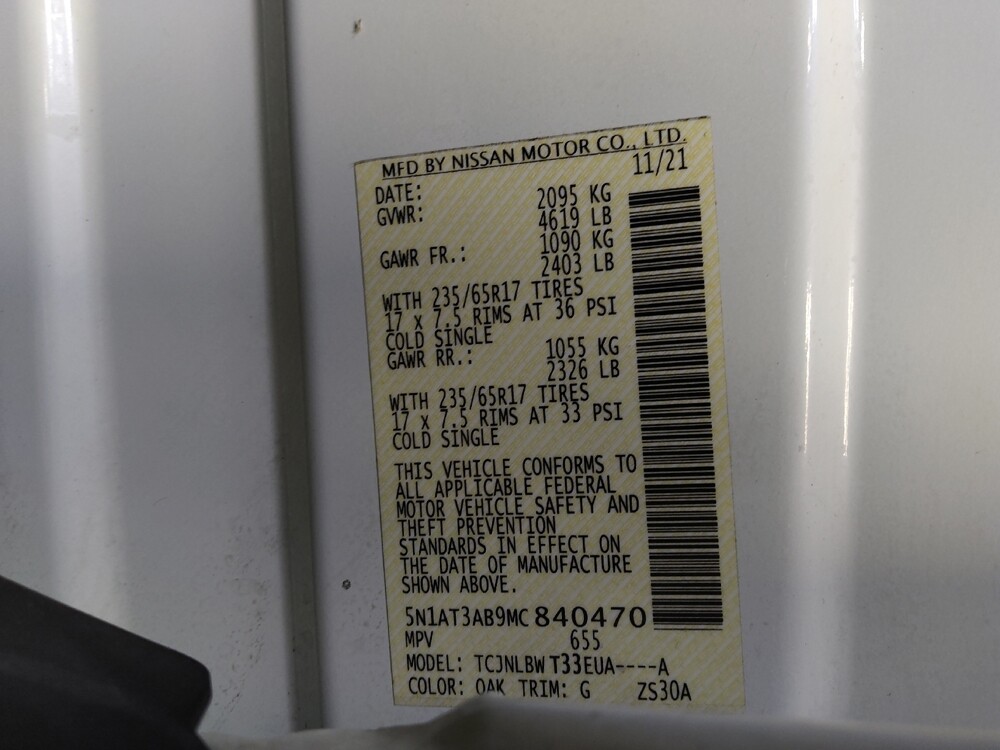 MFD BY NISSAN MOTOR CO., LTD.
DATE: 11/21
GVWR: 2095 KG
4619 LB
GAWR FR.: 1090 KG
2403 LB
WITH 235/65R17 TIRES
17 x 7.5 RIMS AT 36 PSI
COLD SINGLE
GAWR RR.: 1055 KG
2326 LB
WITH 235/65R17 TIRES
17 x 7.5 RIMS AT 33 PSI
COLD SINGLE
THIS VEHICLE CONFORMS TO
ALL APPLICABLE FEDERAL
MOTOR VEHICLE SAFETY AND
THEFT PREVENTION
STANDARDS IN EFFECT ON
THE DATE OF MANUFACTURE
SHOWN ABOVE.
5N1AT3AB9MC 840470
MPV 655
MODEL: TCJNLBW T33EUA----A
COLOR: QAK TRIM: G ZS30A